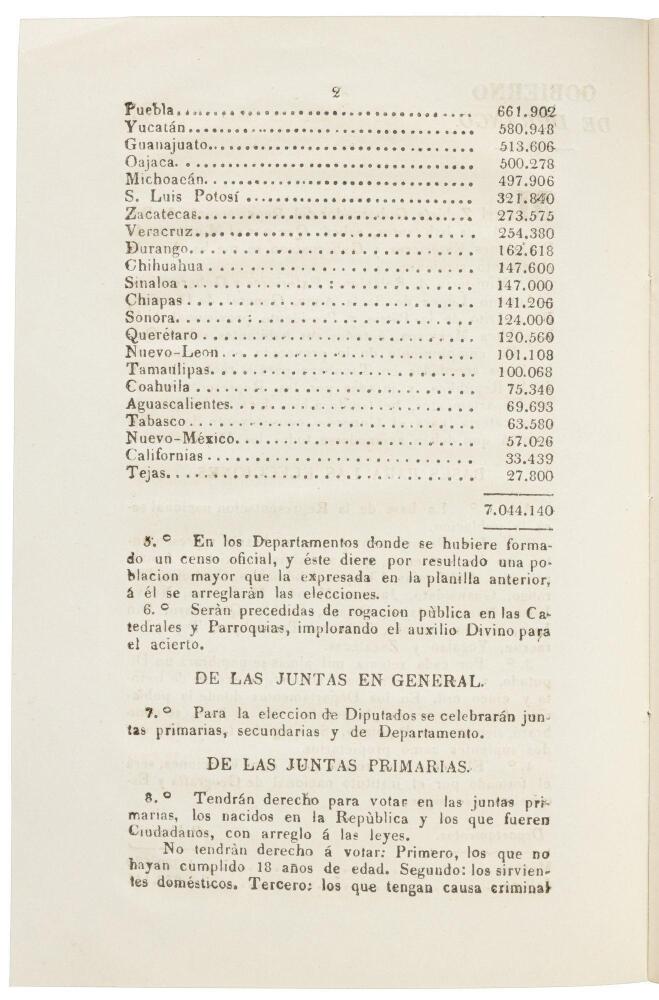 2
Puebla. 661.902
Yucatán. 580.948
Guanajuato. 513.606
Oajaca. 500.278
Michoacán. 497.906
S. Luis Potosí 321.840
Zacatecas. 273.575
Veracruz. 254.380
Durango. 162.618
Chihuahua 147.600
Sinaloa 147.000
Chiapas 141.206
Sonora. 124.000
Querétaro 120.560
Nuevo-Leon 101.108
Tamaulipas. 100.068
Coahuila 75.340
Aguascalientes. 69.693
Tabasco 63.580
Nuevo-México. 57.026
Californias 33.439
Tejas. 27.800
7.044.140
5. º En los Departamentos donde se hubiere forma-
do un censo oficial, y éste diere por resultado una po-
blacion mayor que la expresada en la planilla anterior,
á él se arreglaràn las elecciones.
6. º Seràn precedidas de rogacion pùblica en las Ca-
tedrales y Parroquias, implorando el auxilio Divino para
el acierto.
DE LAS JUNTAS EN GENERAL.
7. º Para la eleccion de Diputados se celebrarán jun-
tas primarias, secundarias y de Departamento.
DE LAS JUNTAS PRIMARIAS.
8. º Tendrán derecho para votar en las juntas pri-
marias, los nacidos en la Repùblica y los que fueren
Ciudadanos, con arreglo á las leyes.
No tendràn derecho á votar: Primero, los que no
hayan cumplido 18 años de edad. Segundo: los sirvien-
tes domésticos. Tercero: los que tengan causa criminal